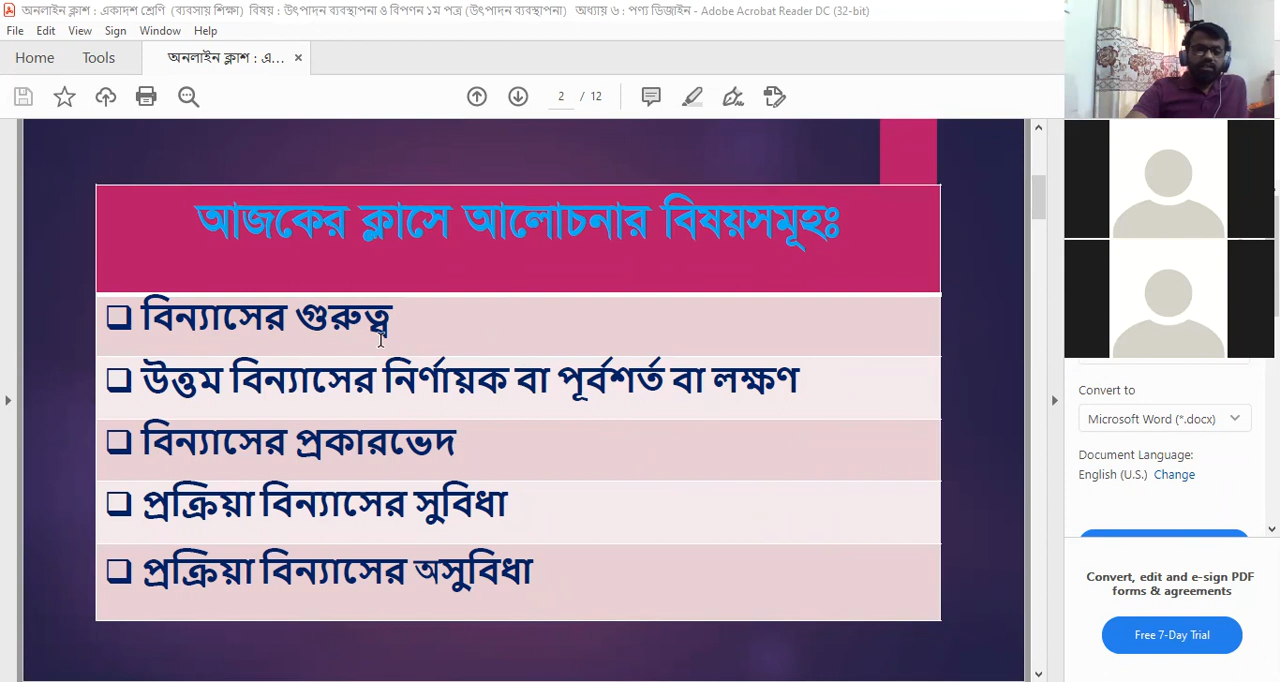 অনলাইন ক্লাশ : একাদশ শ্রেণি (ব্যবসায় শিক্ষা) বিষয় : উৎপাদন ব্যবস্থাপনা ও বিপণন ১ম পত্র (উৎপাদন ব্যবস্থাপনা) অধ্যায় ৬ : পণ্য ডিজাইন - Adobe Acrobat Reader DC (32-bit)
File Edit View Sign Window Help
Home Tools অনলাইন ক্লাশ : এ... ×
2 / 12
আজকের ক্লাসে আলোচনার বিষয়সমূহঃ
❑ বিন্যাসের গুরুত্ব
❑ উত্তম বিন্যাসের নির্ণায়ক বা পূর্বশর্ত বা লক্ষণ
❑ বিন্যাসের প্রকারভেদ
❑ প্রক্রিয়া বিন্যাসের সুবিধা
❑ প্রক্রিয়া বিন্যাসের অসুবিধা
Convert to
Microsoft Word (*.docx)
Document Language:
English (U.S.) Change
Convert, edit and e-sign PDF
forms & agreements
Free 7-Day Trial